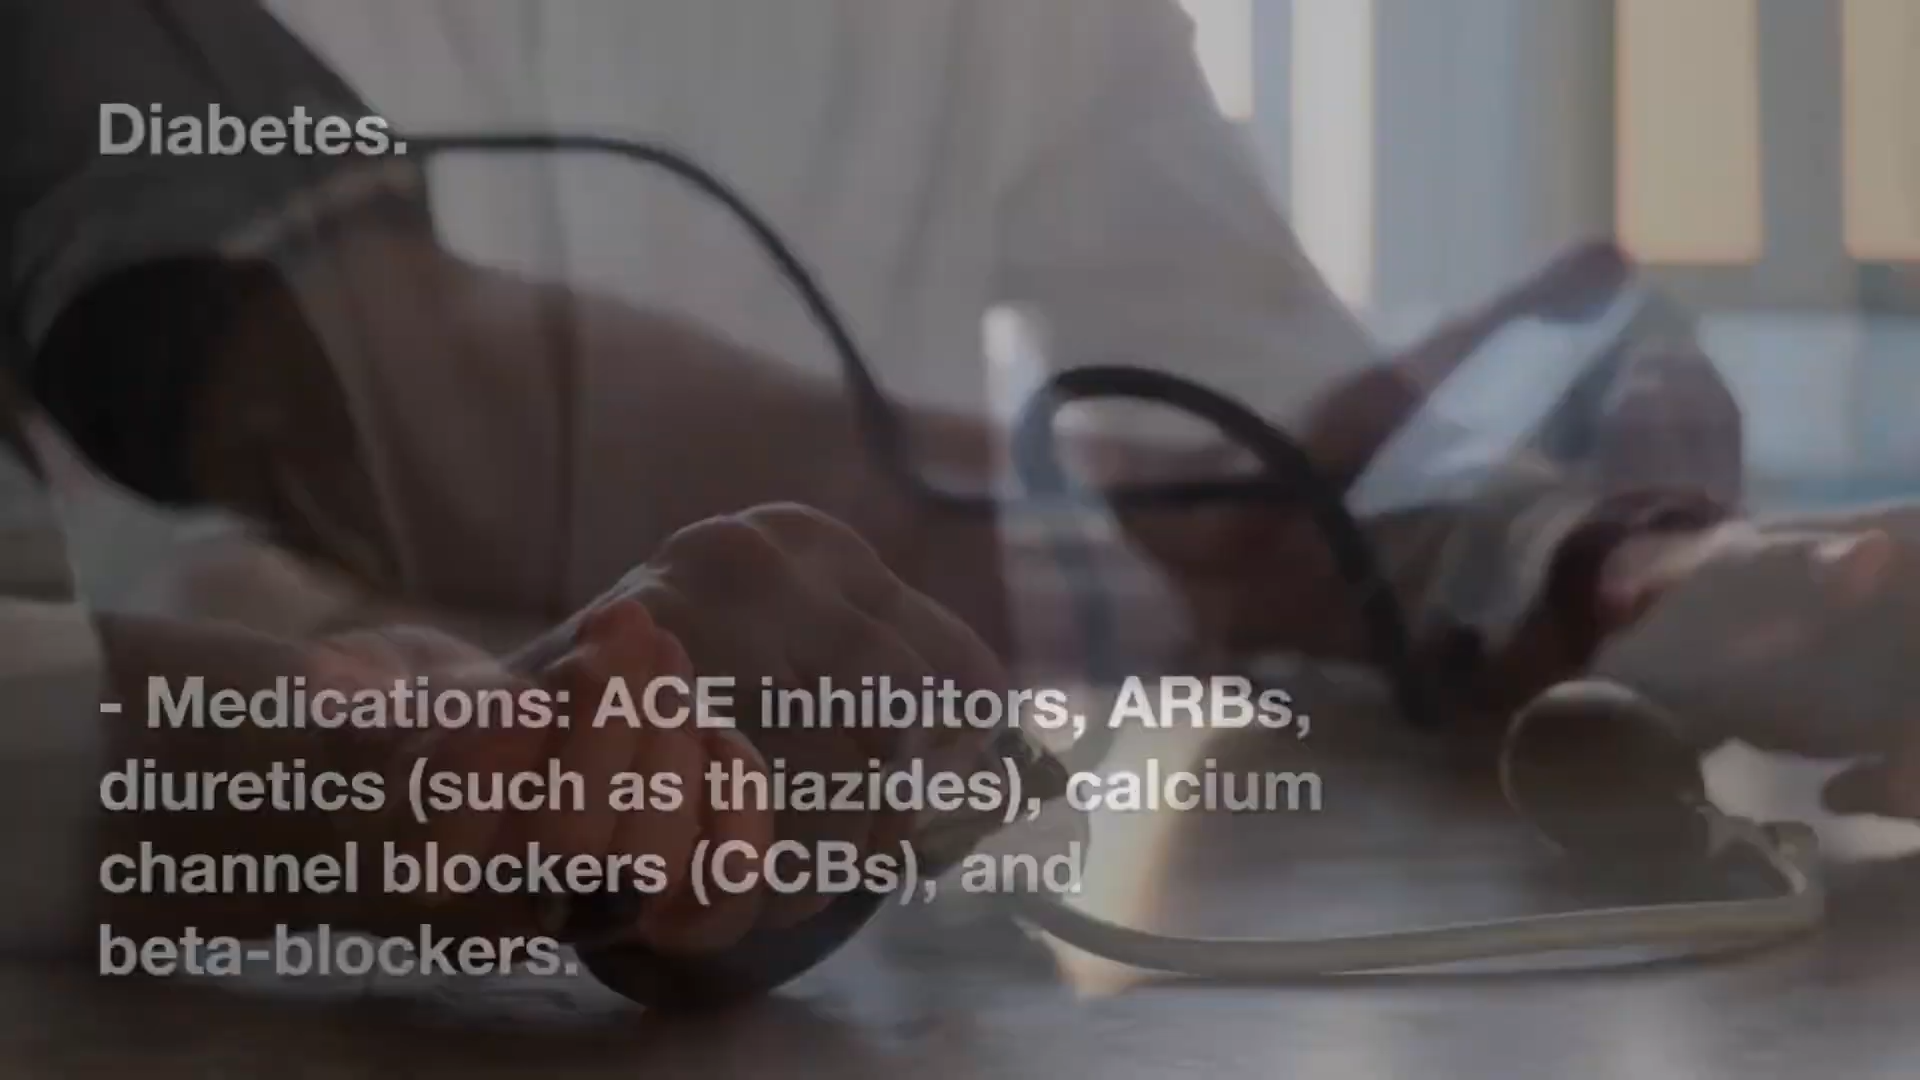 Diabetes.
- Medications: ACE inhibitors, ARBs,
diuretics (such as thiazides), calcium
channel blockers (CCBs), and
beta-blockers.